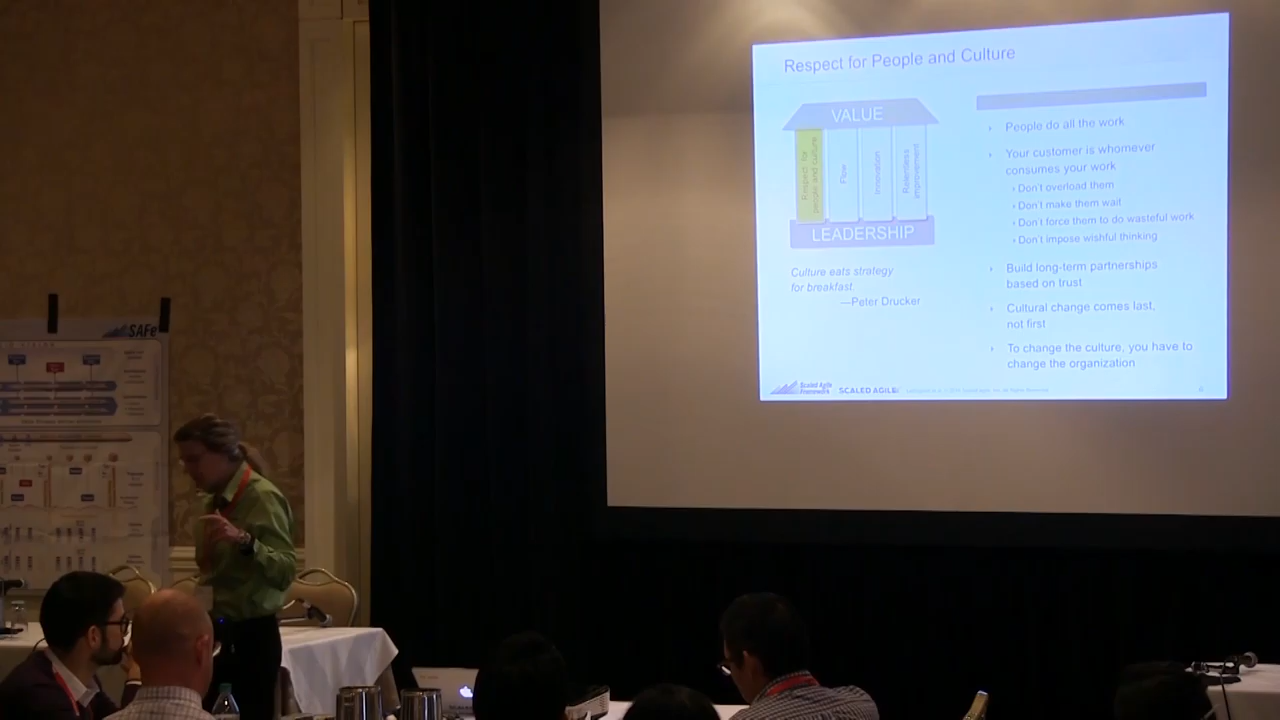 Respect for People and Culture
VALUE
Respect for
people and culture
Flow
Innovation
Relentless
improvement
LEADERSHIP
Culture eats strategy
for breakfast.
—Peter Drucker
› People do all the work
› Your customer is whomever
consumes your work
› Don't overload them
› Don't make them wait
› Don't force them to do wasteful work
› Don't impose wishful thinking
› Build long-term partnerships
based on trust
› Cultural change comes last,
not first
› To change the culture, you have to
change the organization
Scaled Agile
Framework
SCALED AGILE
SAFe